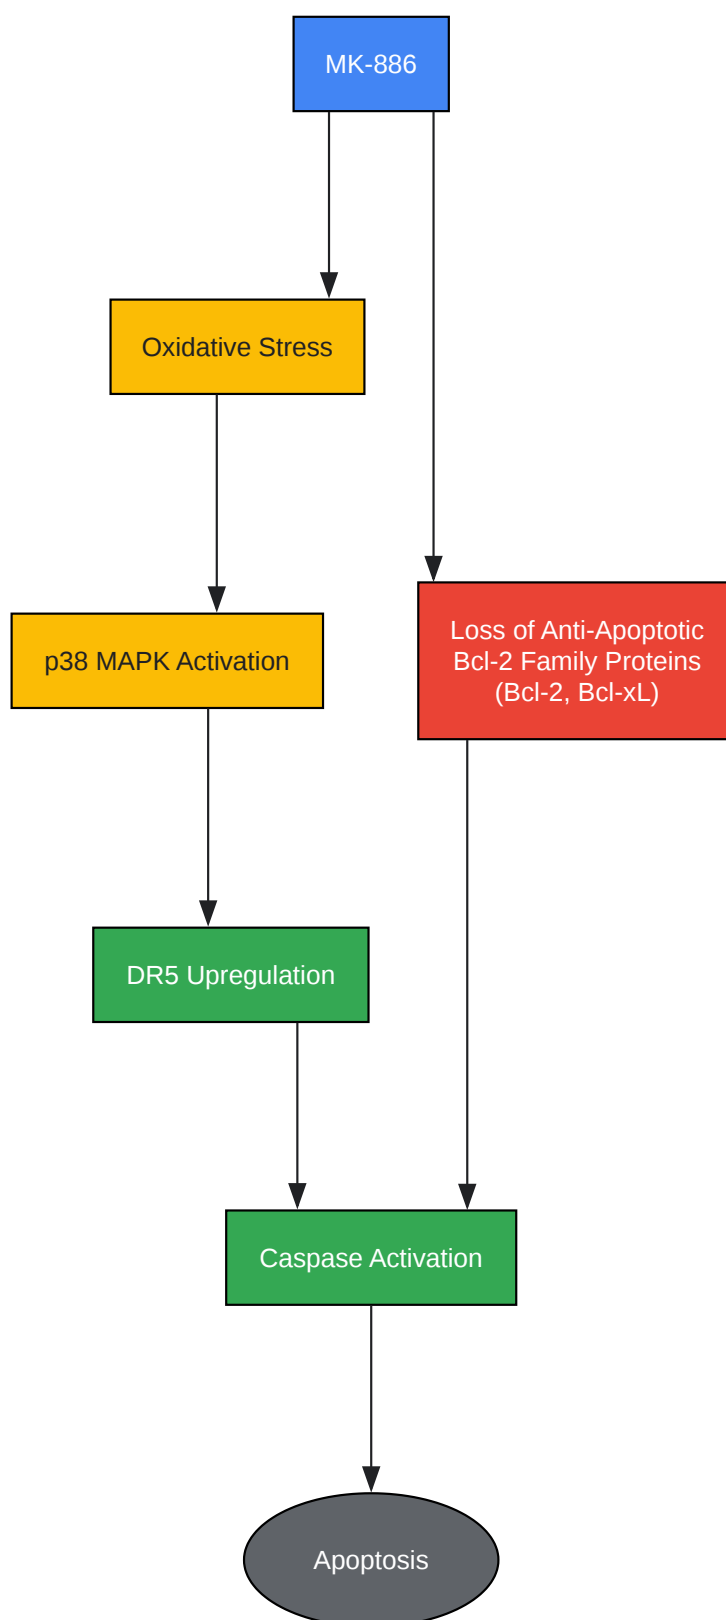 MK-886
Oxidative Stress
p38 MAPK Activation
Loss of Anti-Apoptotic
Bcl-2 Family Proteins
(Bcl-2, Bcl-xL)
DR5 Upregulation
Caspase Activation
Apoptosis